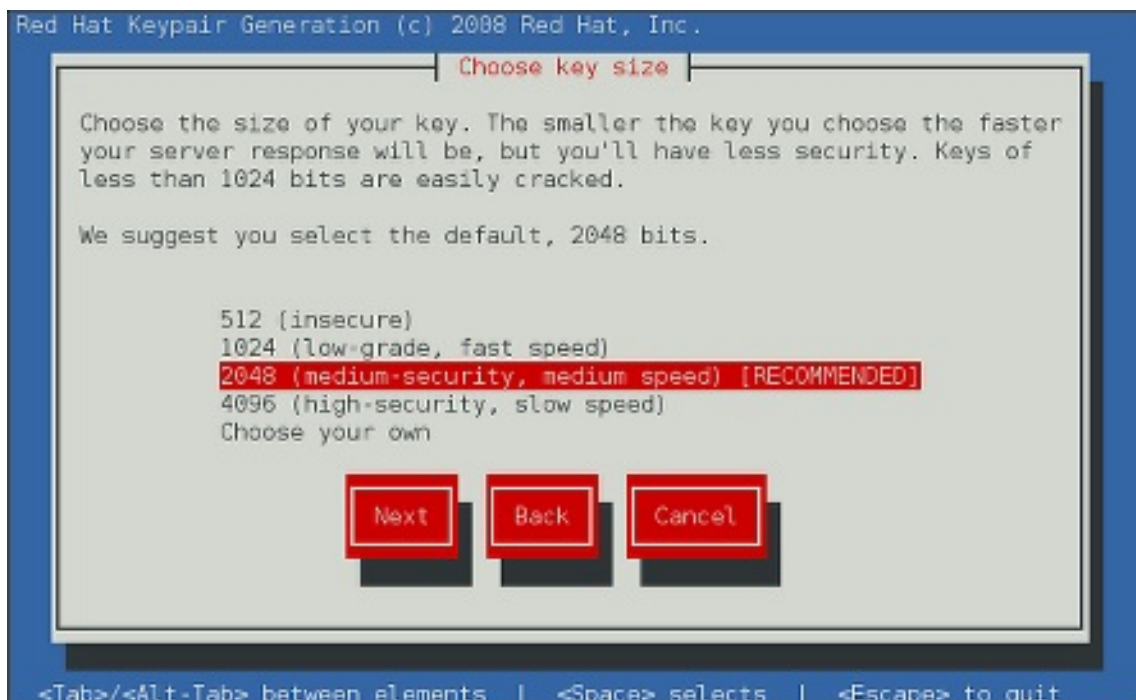 Red Hat Keypair Generation (c) 2008 Red Hat, Inc.
Choose key size
Choose the size of your key. The smaller the key you choose the faster
your server response will be, but you'll have less security. Keys of
less than 1024 bits are easily cracked.
We suggest you select the default, 2048 bits.
512 (insecure)
1024 (low-grade, fast speed)
2048 (medium-security, medium speed) [RECOMMENDED]
4096 (high-security, slow speed)
Choose your own
Next Back Cancel
<Tab>/<Alt-Tab> between elements | <Space> selects | <Escape> to quit